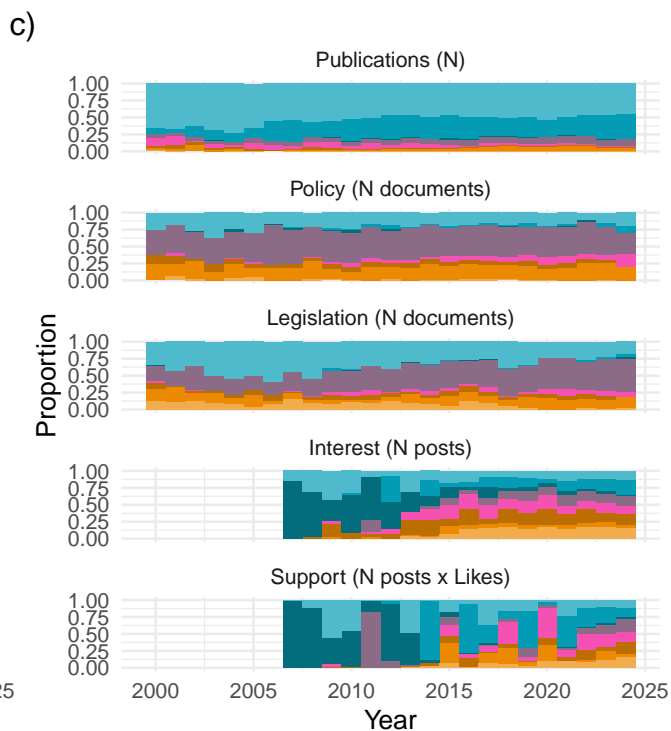 c)
Publications (N)
1.00
0.75
0.50
0.25
0.00
Policy (N documents)
1.00
0.75
0.50
0.25
0.00
Legislation (N documents)
1.00
0.75
0.50
0.25
0.00
Proportion
Interest (N posts)
1.00
0.75
0.50
0.25
0.00
Support (N posts x Likes)
1.00
0.75
0.50
0.25
0.00
25 2000 2005 2010 2015 2020 2025
Year